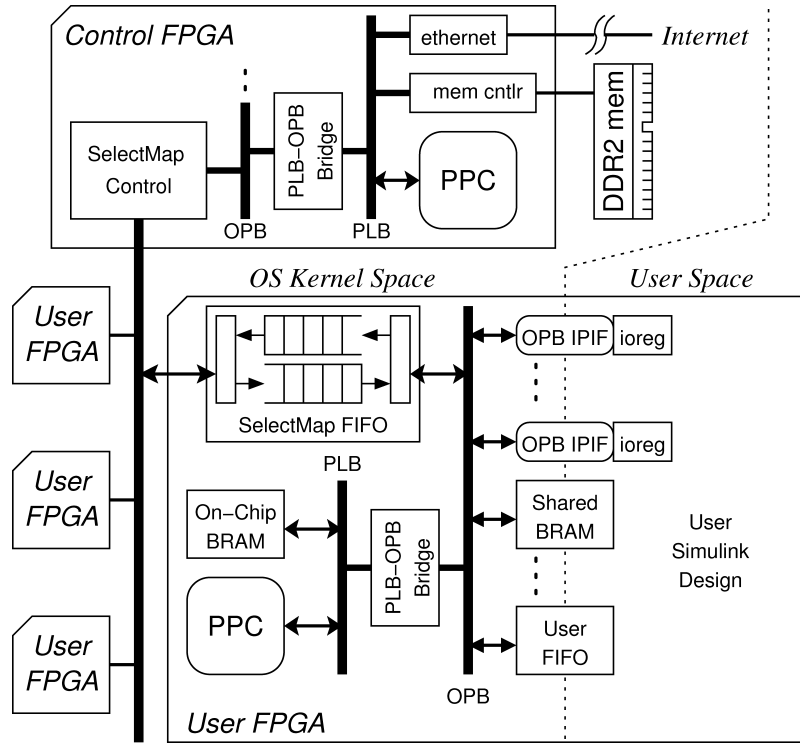 Control FPGA
ethernet
Internet
mem cntlr
DDR2 mem
SelectMap
Control
PLB−OPB
Bridge
PPC
OPB
PLB
OS Kernel Space
User Space
User
FPGA
SelectMap FIFO
OPB IPIF
ioreg
OPB IPIF
ioreg
User
FPGA
PLB
On−Chip
BRAM
PLB−OPB
Bridge
Shared
BRAM
User
Simulink
Design
PPC
User
FIFO
User
FPGA
OPB
User FPGA